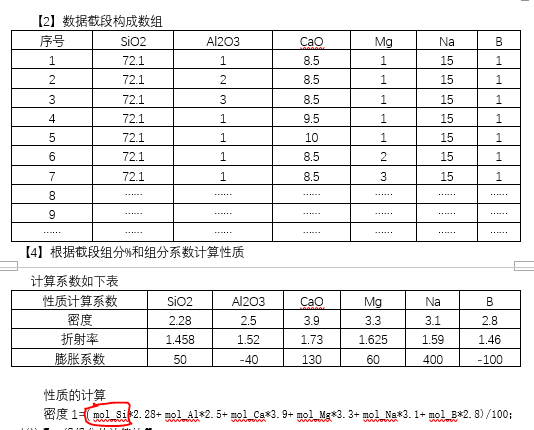 【2】数据截段构成数组
序号 SiO2 Al2O3 CaO Mg Na B
1 72.1 1 8.5 1 15 1
2 72.1 2 8.5 1 15 1
3 72.1 3 8.5 1 15 1
4 72.1 1 9.5 1 15 1
5 72.1 1 10 1 15 1
6 72.1 1 8.5 2 15 1
7 72.1 1 8.5 3 15 1
8 …… …… …… …… …… ……
9 …… …… …… …… …… ……
…… …… …… …… …… …… ……
【4】根据截段组分%和组分系数计算性质
计算系数如下表
性质计算系数 SiO2 Al2O3 CaO Mg Na B
密度 2.28 2.5 3.9 3.3 3.1 2.8
折射率 1.458 1.52 1.73 1.625 1.59 1.46
膨胀系数 50 -40 130 60 400 -100
性质的计算
密度 1=(mol_Si*2.28+mol_Al*2.5+mol_Ca*3.9+mol_Mg*3.3+mol_Na*3.1+mol_B*2.8)/100;